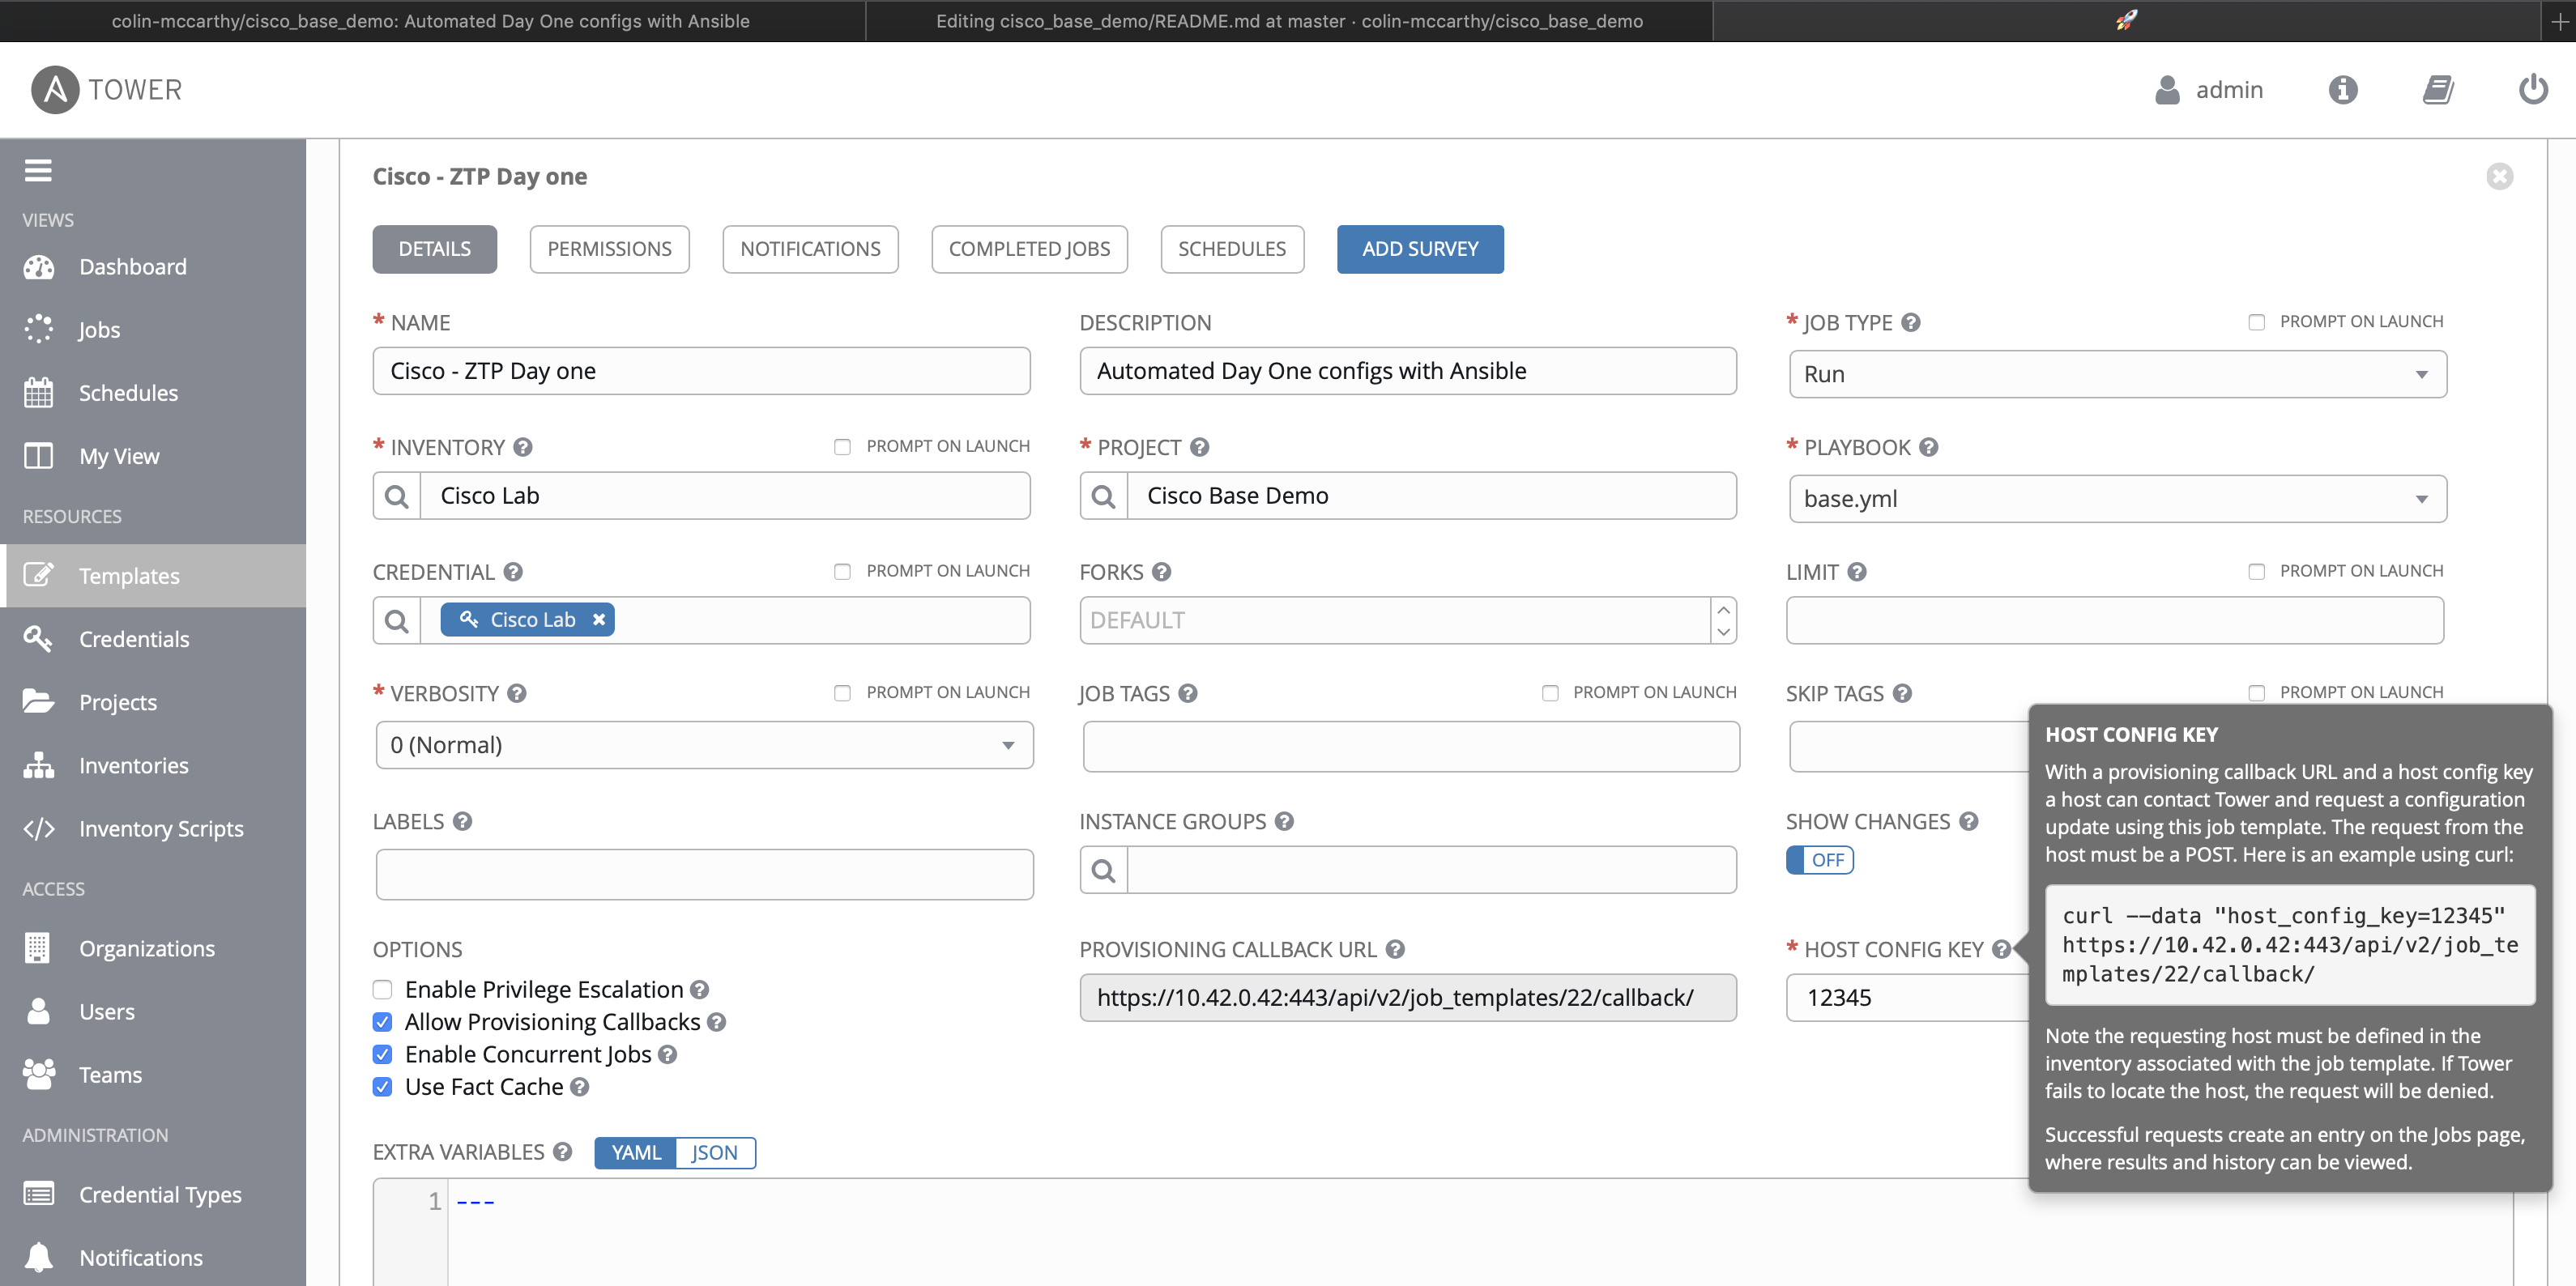 colin-mccarthy/cisco_base_demo: Automated Day One configs with Ansible
Editing cisco_base_demo/README.md at master · colin-mccarthy/cisco_base_demo
🚀
A TOWER
admin
VIEWS
Dashboard
Jobs
Schedules
My View
RESOURCES
Templates
Credentials
Projects
Inventories
Inventory Scripts
ACCESS
Organizations
Users
Teams
ADMINISTRATION
Credential Types
Notifications
Cisco - ZTP Day one
DETAILS
PERMISSIONS
NOTIFICATIONS
COMPLETED JOBS
SCHEDULES
ADD SURVEY
* NAME
Cisco - ZTP Day one
DESCRIPTION
Automated Day One configs with Ansible
* JOB TYPE
PROMPT ON LAUNCH
Run
* INVENTORY
PROMPT ON LAUNCH
Cisco Lab
* PROJECT
Cisco Base Demo
* PLAYBOOK
base.yml
CREDENTIAL
PROMPT ON LAUNCH
Cisco Lab
FORKS
DEFAULT
LIMIT
PROMPT ON LAUNCH
* VERBOSITY
PROMPT ON LAUNCH
0 (Normal)
JOB TAGS
PROMPT ON LAUNCH
SKIP TAGS
PROMPT ON LAUNCH
LABELS
INSTANCE GROUPS
SHOW CHANGES
OFF
OPTIONS
Enable Privilege Escalation
Allow Provisioning Callbacks
Enable Concurrent Jobs
Use Fact Cache
PROVISIONING CALLBACK URL
https://10.42.0.42:443/api/v2/job_templates/22/callback/
* HOST CONFIG KEY
12345
HOST CONFIG KEY
With a provisioning callback URL and a host config key
a host can contact Tower and request a configuration
update using this job template. The request from the
host must be a POST. Here is an example using curl:
curl --data "host_config_key=12345"
https://10.42.0.42:443/api/v2/job_te
mplates/22/callback/
Note the requesting host must be defined in the
inventory associated with the job template. If Tower
fails to locate the host, the request will be denied.
Successful requests create an entry on the Jobs page,
where results and history can be viewed.
EXTRA VARIABLES
YAML
JSON
1
---